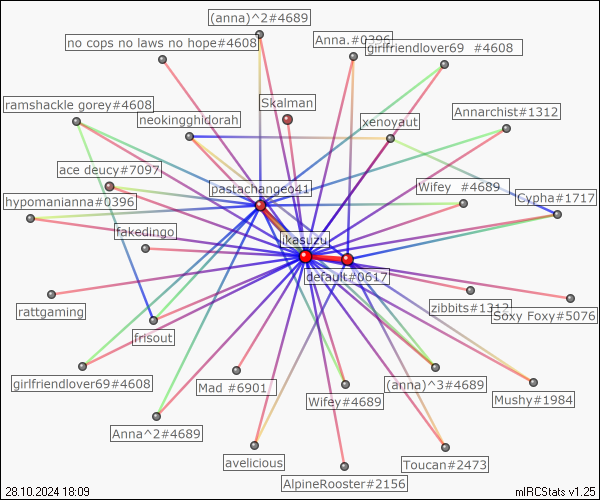 (anna)^2#4689
Anna.#0396
no cops no laws no hope#4608
girlfriendlover69 #4608
ramshackle gorey#4608
Skalman
neokingghidorah
xenoyaut
Annarchist#1312
ace deucy#7097
pastachangeo41
Wifey #4689
Cypha#1717
hypomanianna#0396
fakedingo
ikasuzu
default#0617
rattgaming
zibbits#1312
Soxy Foxy#5076
frisout
girlfriendlover69#4608
Mad #6901
(anna)^3#4689
Wifey#4689
Mushy#1984
Anna^2#4689
avelicious
Toucan#2473
AlpineRooster#2156
28.10.2024 18:09
mIRCStats v1.25